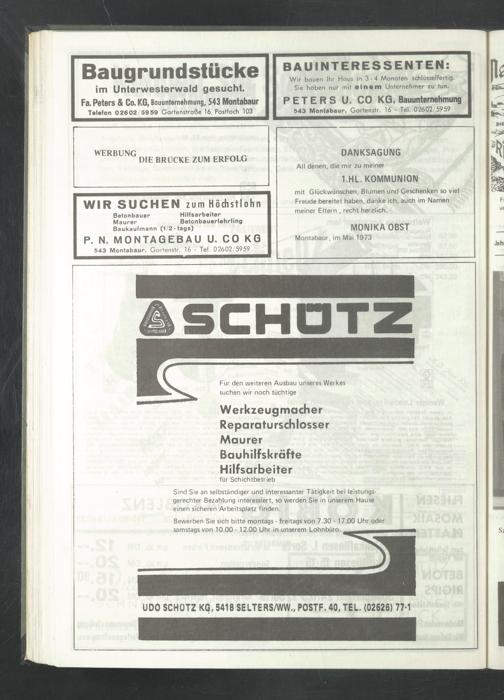 Baugrundstücke
im Unterwesterwald gesucht.
Fa. Peters & Co. KG, Bauunternehmung, 543 Montabaur
Telefon 02602/5959 Gartenstraße 16, Postfach 103
BAUINTERESSENTEN:
Wir bauen Ihr Haus in 3-4 Monaten schlüsselfertig.
Sie haben nur mit einem Unternehmer zu tun.
PETERS U. CO KG, Bauunternehmung
543 Montabaur, Gartenstr. 16 - Tel. 02602/5959
WERBUNG DIE BRÜCKE ZUM ERFOLG
DANKSAGUNG
All denen, die mir zu meiner
1.HL. KOMMUNION
mit Glückwünschen, Blumen und Geschenken so viel
Freude bereitet haben, danke ich, auch im Namen
meiner Eltern, recht herzlich.
MONIKA OBST
Montabaur, im Mai 1973
WIR SUCHEN zum Höchstlohn
Betonbauer Hilfsarbeiter
Maurer Betonbauerlehrling
Baukaufmann (1/2-tags)
P. N. MONTAGEBAU U. CO KG
543 Montabaur, Gartenstr. 16 - Tel. 02602/5959
SCHÜTZ
Für den weiteren Ausbau unseres Werkes
suchen wir noch tüchtige
Werkzeugmacher
Reparaturschlosser
Maurer
Bauhilfskräfte
Hilfsarbeiter
für Schichtbetrieb
Sind Sie an selbständiger und interessanter Tätigkeit bei leistungs-
gerechter Bezahlung interessiert, so werden Sie in unserem Hause
einen sicheren Arbeitsplatz finden.
Bewerben Sie sich bitte montags - freitags von 7.30 - 17.00 Uhr oder
samstags von 10.00 - 12.00 Uhr in unserem Lohnbüro.
UDO SCHÜTZ KG, 5418 SELTERS/WW., POSTF. 40, TEL. (02626) 77-1